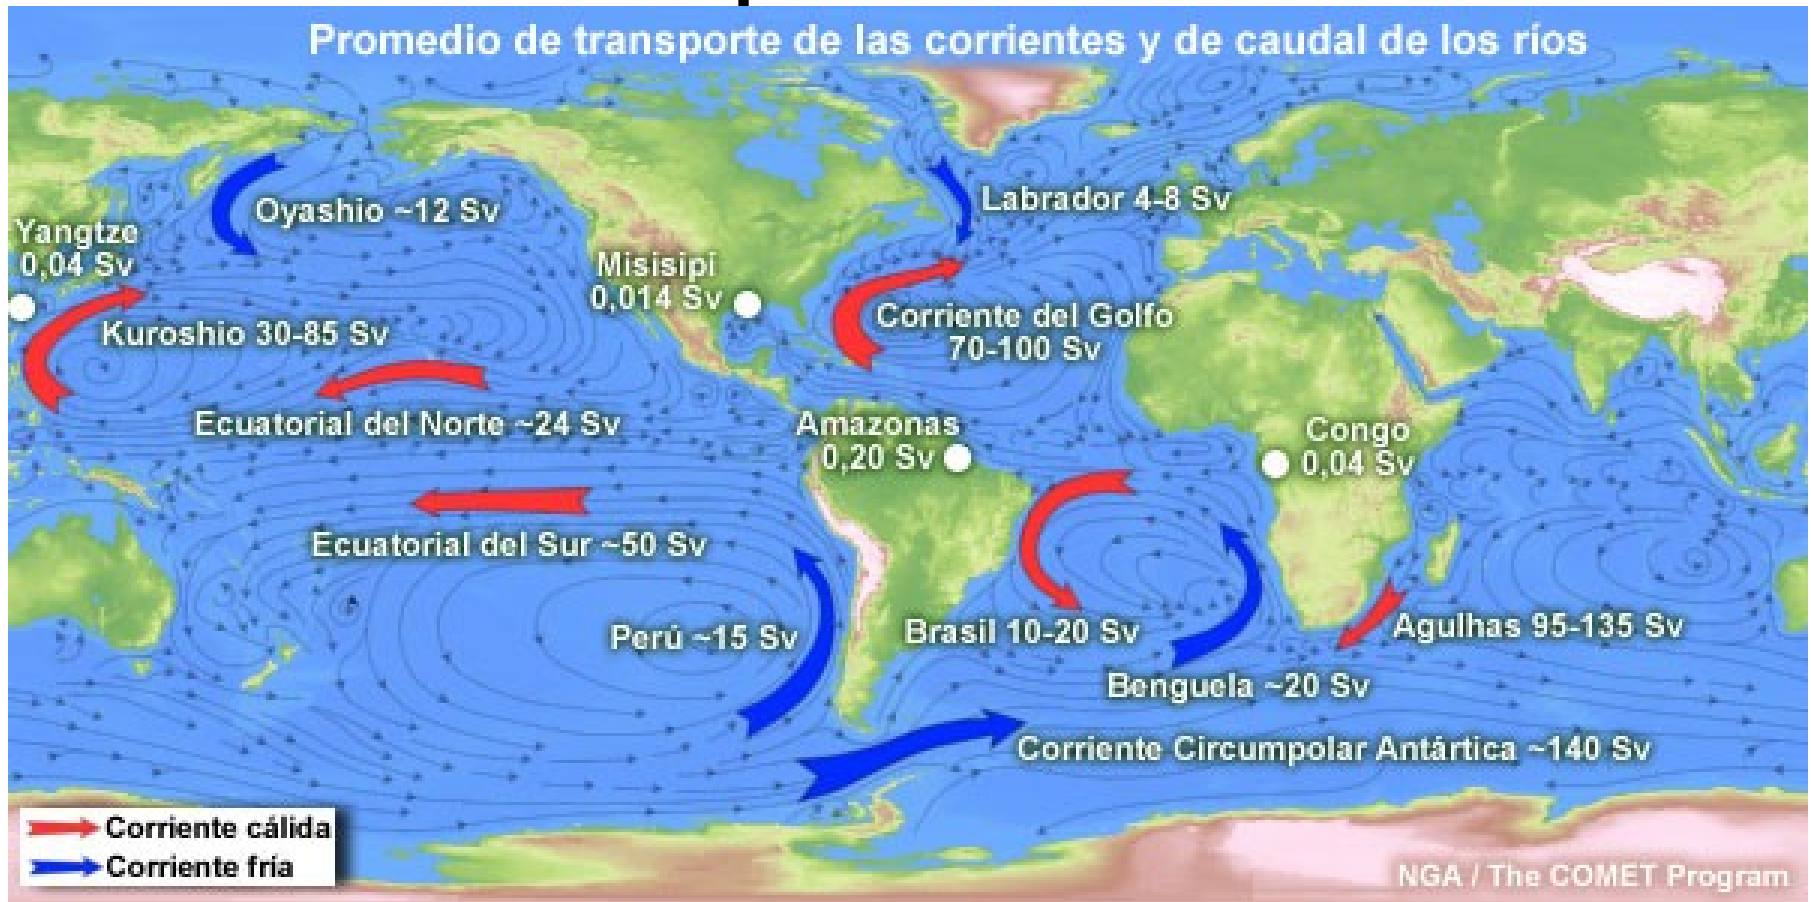 Promedio de transporte de las corrientes y de caudal de los ríos
Oyashio ~12 Sv
Labrador 4-8 Sv
Yangtze
0,04 Sv
Misisipi
0,014 Sv
Kuroshio 30-85 Sv
Corriente del Golfo
70-100 Sv
Ecuatorial del Norte ~24 Sv
Amazonas
0,20 Sv
Congo
0,04 Sv
Ecuatorial del Sur ~50 Sv
Perú ~15 Sv
Brasil 10-20 Sv
Agulhas 95-135 Sv
Benguela ~20 Sv
Corriente Circumpolar Antártica ~140 Sv
Corriente cálida
Corriente fría
NGA / The COMET Program